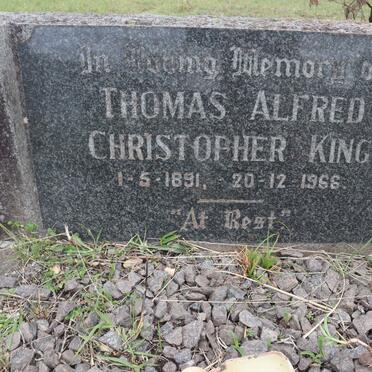 In Loving Memory of
THOMAS ALFRED
CHRISTOPHER KING
1-5-1891, - 20-12-1966
"At Rest"